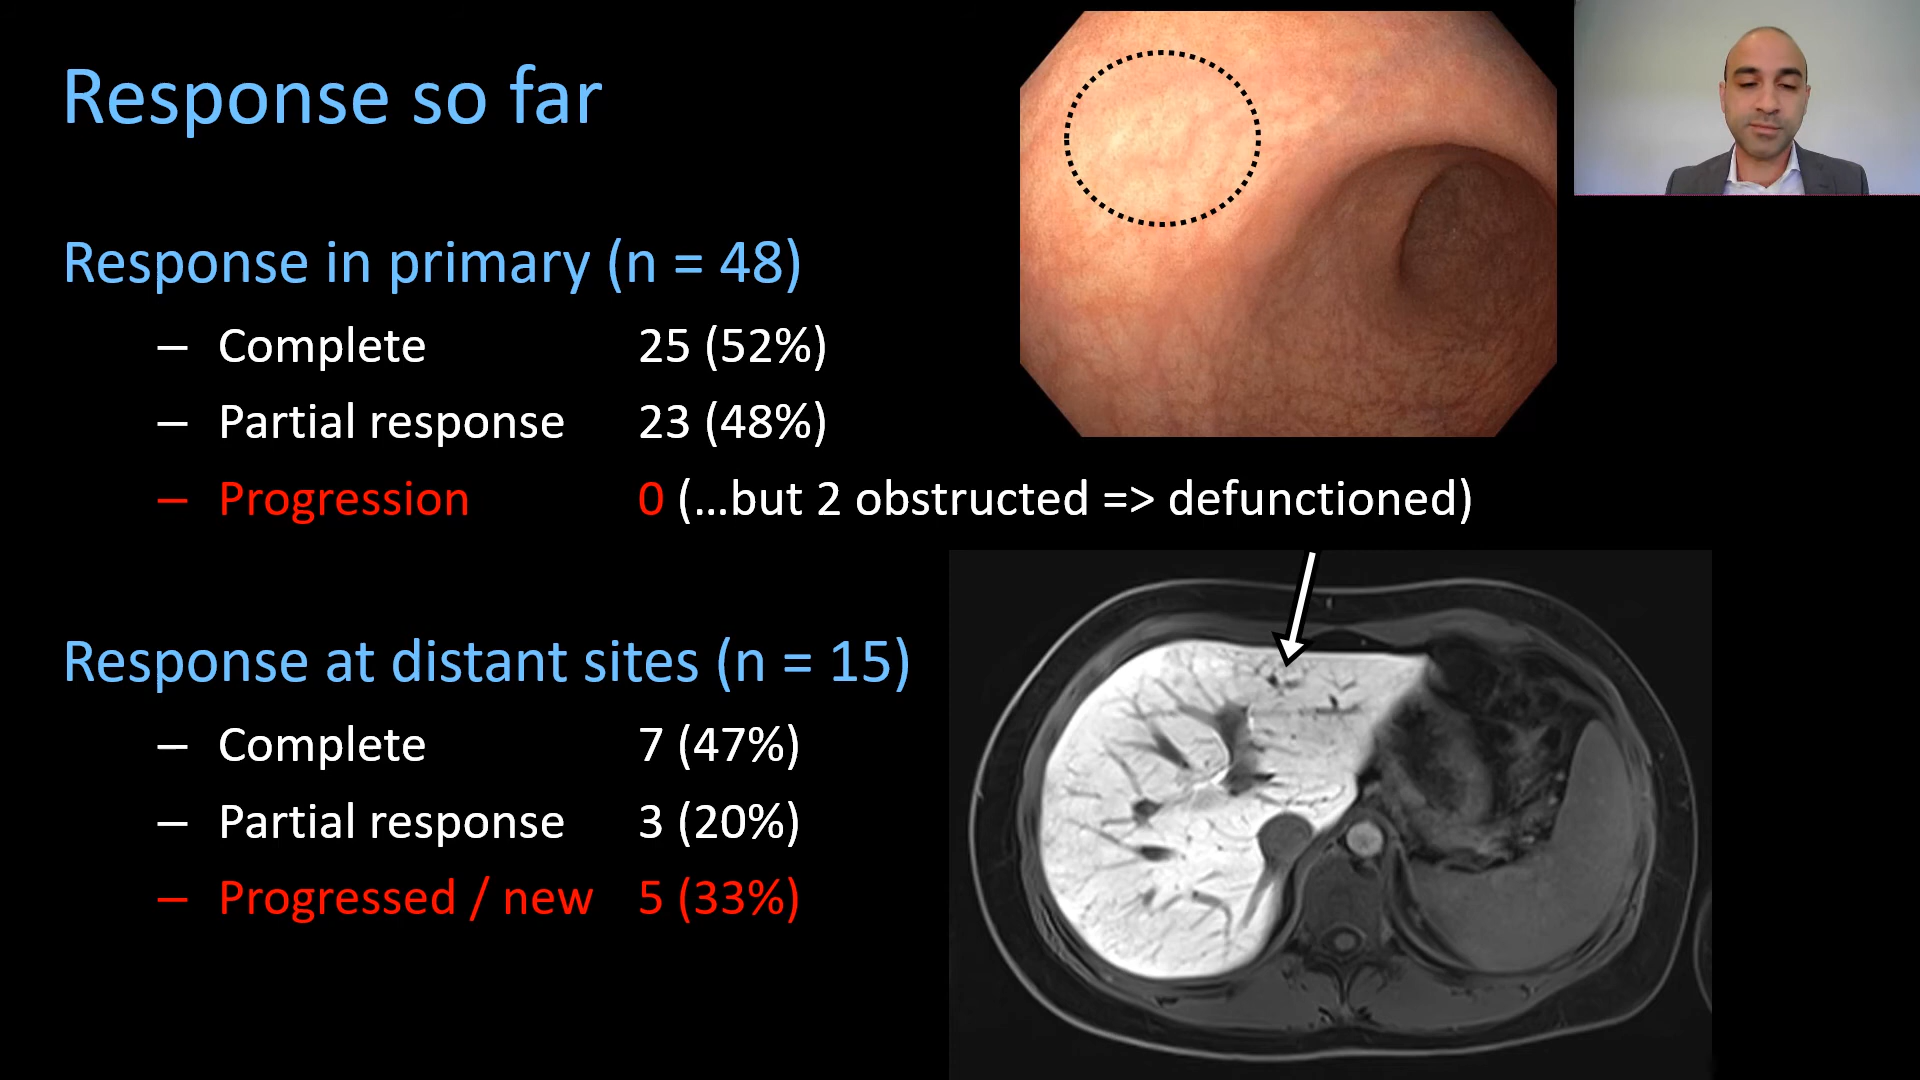 Response so far
Response in primary (n = 48)
– Complete 25 (52%)
– Partial response 23 (48%)
– Progression 0 (...but 2 obstructed => defunctioned)
Response at distant sites (n = 15)
– Complete 7 (47%)
– Partial response 3 (20%)
– Progressed / new 5 (33%)